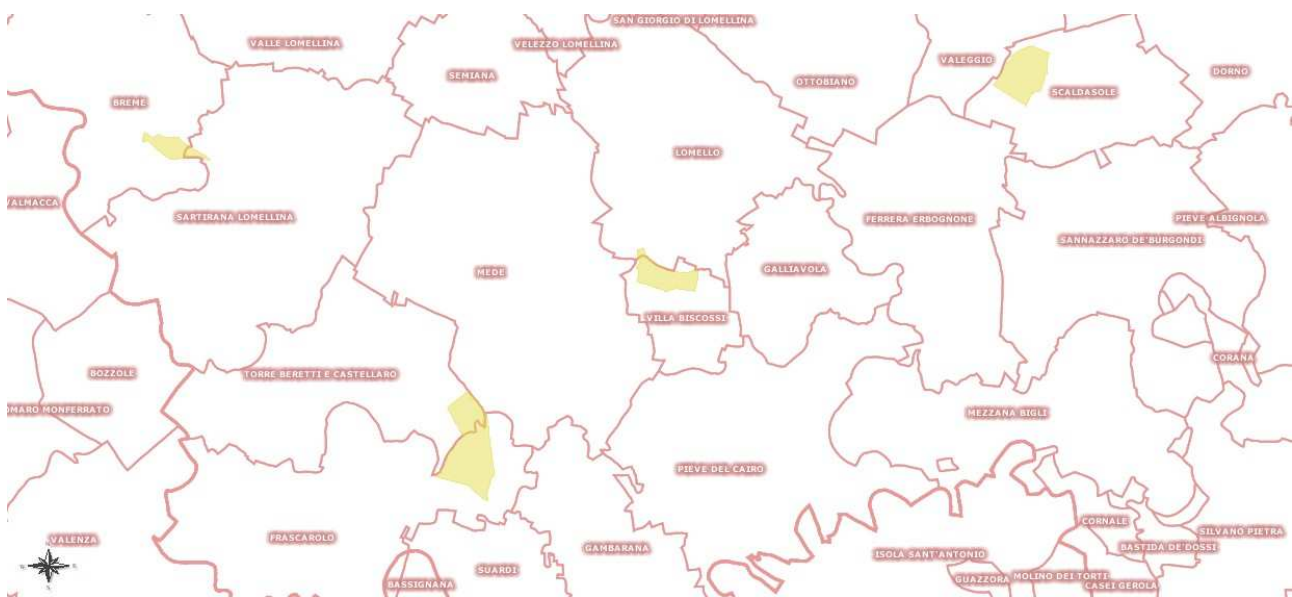 SAN GIORGIO DI LOMELLINA
VALLE LOMELLINA
VELEZZO LOMELLINA
VALEGGIO
DORNO
SEMIANA
OTTOBIANO
SCALDASOLE
BREME
LOMELLO
VALMACCA
SARTIRANA LOMELLINA
FERRERA ERBOGNONE
PIEVE ALBIGNOLA
SANNAZZARO DE'BURGONDI
MEDE
GALLIAVOLA
VILLA BISCOSSI
CORANA
BOZZOLE
TORRE BERETTI E CASTELLARO
OMARO MONFERRATO
MEZZANA BIGLI
PIEVE DEL CAIRO
CORNALE
SILVANO PIETRA
VALENZA
FRASCAROLO
GAMBARANA
BASTIDA DE'DOSSI
ISOLA SANT'ANTONIO
SUARDI
BASSIGNANA
GUAZZORA
MOLINO DEI TORTI
CASEI GEROLA